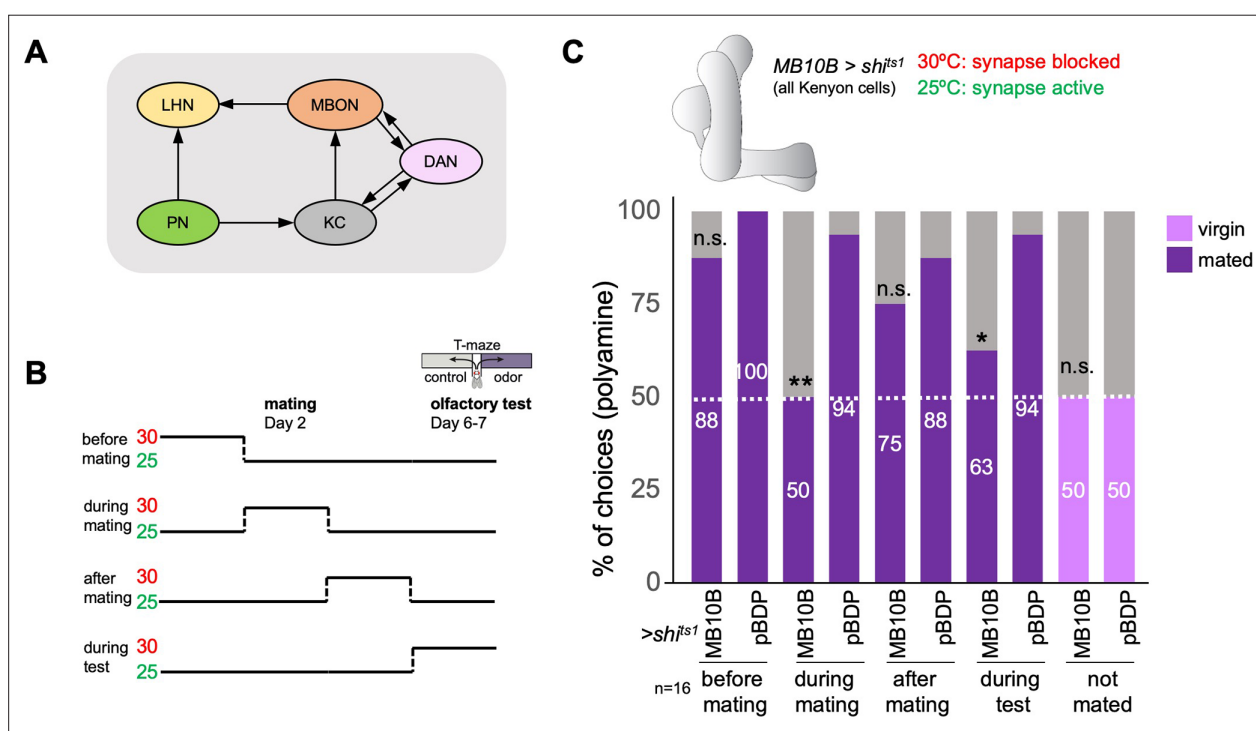 A
LHN
MBON
DAN
PN
KC
B
T-maze
control
odor
mating
Day 2
olfactory test
Day 6-7
before
mating
30
25
during
mating
30
25
after
mating
30
25
during
test
30
25
C
MB10B > shi^ts1
(all Kenyon cells)
30ºC: synapse blocked
25ºC: synapse active
% of choices (polyamine)
100
75
50
25
0
n.s.
88
100
**
50
94
n.s.
75
88
*
63
94
n.s.
50
50
virgin
mated
>shi^ts1
MB10B
pBDP
MB10B
pBDP
MB10B
pBDP
MB10B
pBDP
MB10B
pBDP
n=16
before
mating
during
mating
after
mating
during
test
not
mated